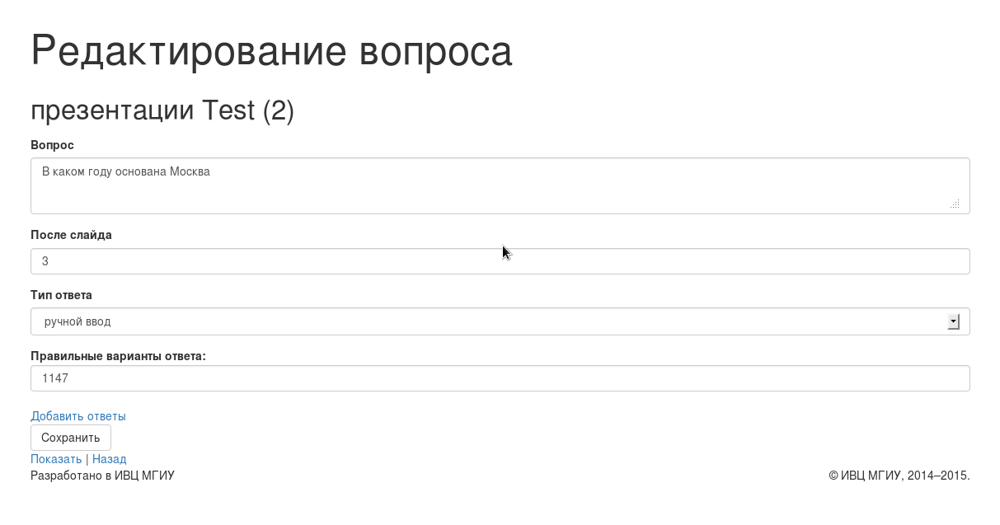 Редактирование вопроса
презентации Test (2)
Вопрос
В каком году основана Москва
После слайда
3
Тип ответа
ручной ввод
Правильные варианты ответа:
1147
Добавить ответы
Сохранить
Показать | Назад
Разработано в ИВЦ МГИУ © ИВЦ МГИУ, 2014–2015.